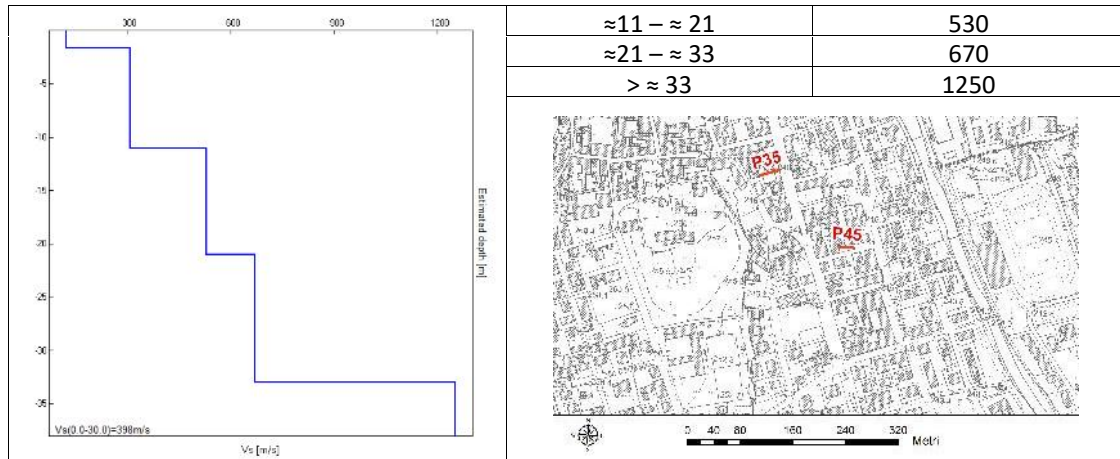 300 600 900 1200
-5
-10
-15
-20
-25
-30
-35
Estimated depth [m]
Vs(0.0-30.0)=398m/s
Vs [m/s]
≈11 – ≈ 21 530
≈21 – ≈ 33 670
> ≈ 33 1250
P35
P45
0 40 80 160 240 320
Metri